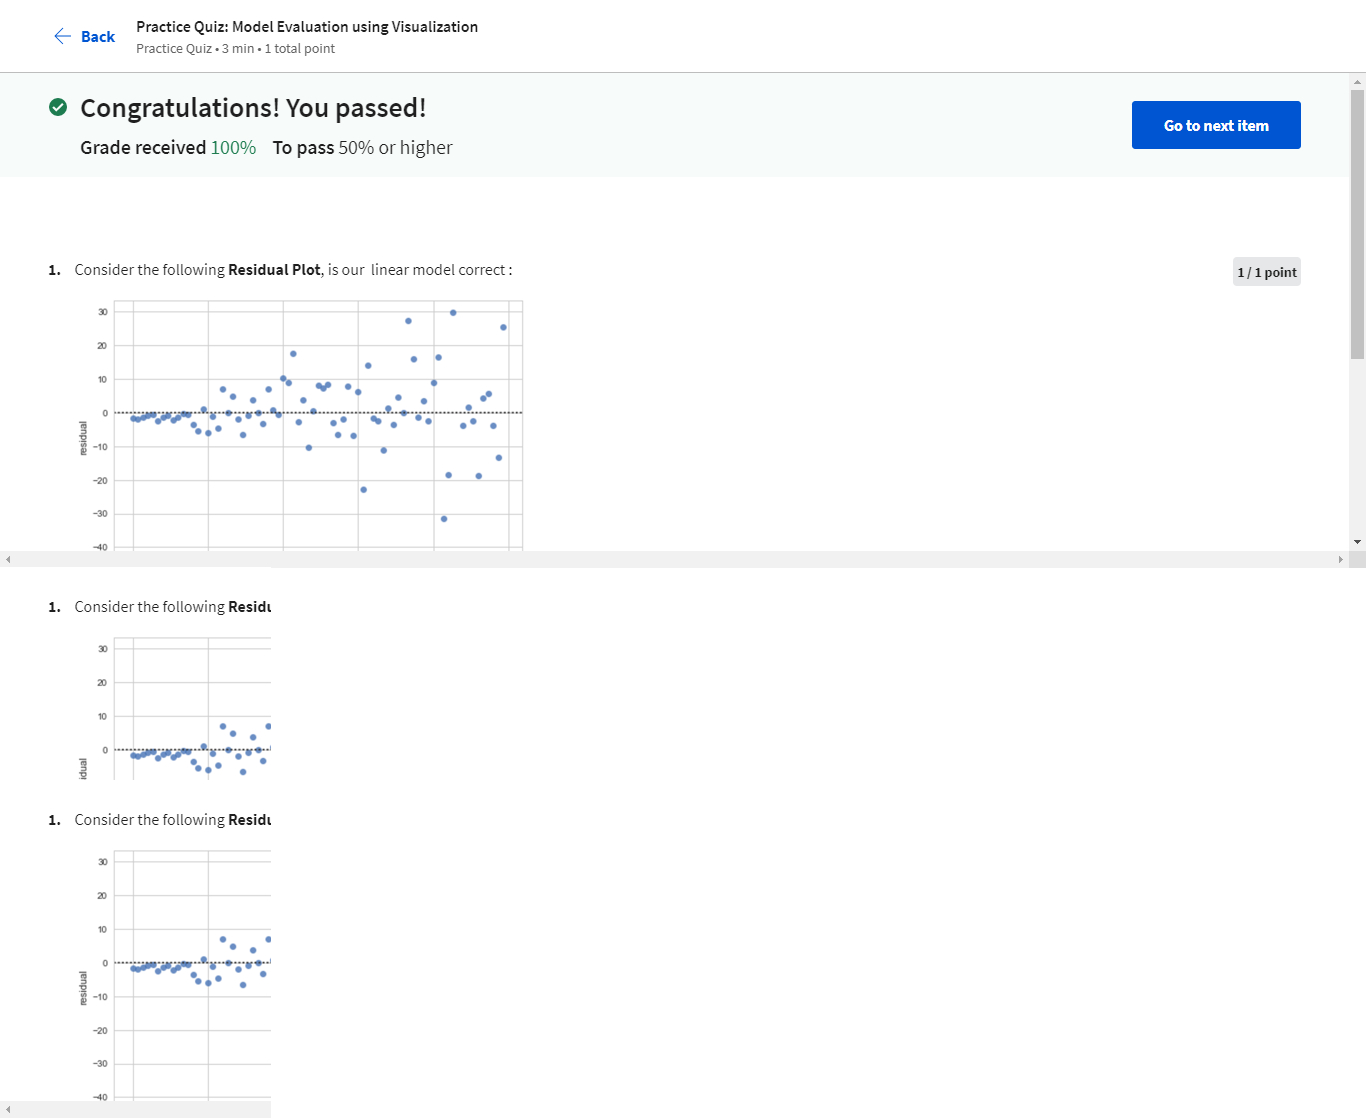 Back
Practice Quiz: Model Evaluation using Visualization
Practice Quiz • 3 min • 1 total point
Congratulations! You passed!
Grade received 100% To pass 50% or higher
Go to next item
1. Consider the following Residual Plot, is our linear model correct :
1 / 1 point
30
20
10
0
residual
-10
-20
-30
-40
1. Consider the following Residu
30
20
10
0
idual
1. Consider the following Residu
30
20
10
0
residual
-10
-20
-30
-40